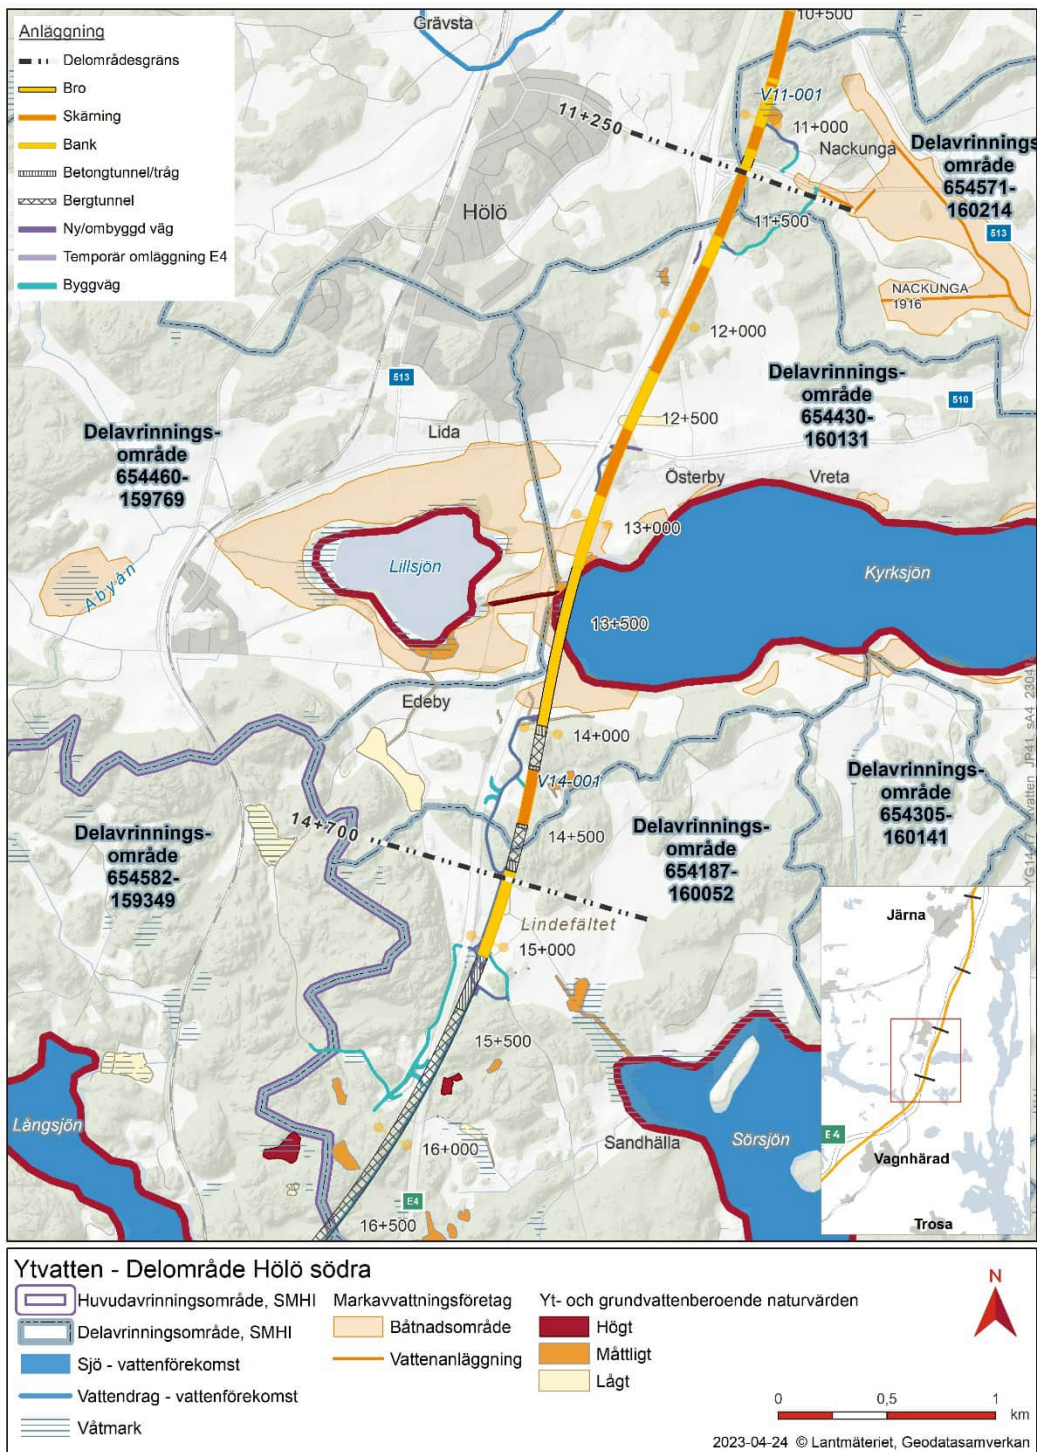 Anläggning
Delområdesgräns
Bro
Skärning
Bank
Betongtunnel/tråg
Bergtunnel
Ny/ombyggd väg
Temporär omläggning E4
Byggväg
Grävsta
10+500
V11-001
11+250
11+000
Nackunga
Delavrinnings-
område
654571-
160214
Hölö
513
11+500
NACKUNGA
1916
12+000
Delavrinnings-
område
654430-
160131
513
510
12+500
Lida
Delavrinnings-
område
654460-
159769
Österby
Vreta
13+000
Lillsjön
Kyrksjön
Åbyån
13+500
Edeby
14+000
V14-001
Delavrinnings-
område
654305-
160141
14+700
14+500
Delavrinnings-
område
654582-
159349
Delavrinnings-
område
654187-
160052
Lindefältet
15+000
Järna
15+500
Långsjön
Sandhälla
Sörsjön
16+000
E4
16+500
E4
Vagnhärad
Trosa
Ytvatten - Delområde Hölö södra
Huvudavrinningsområde, SMHI
Delavrinningsområde, SMHI
Sjö - vattenförekomst
Vattendrag - vattenförekomst
Våtmark
Markavvattningsföretag
Båtnadsområde
Vattenanläggning
Yt- och grundvattenberoende naturvärden
Högt
Måttligt
Lågt
N
0 0,5 1
km
2023-04-24 © Lantmäteriet, Geodatasamverkan